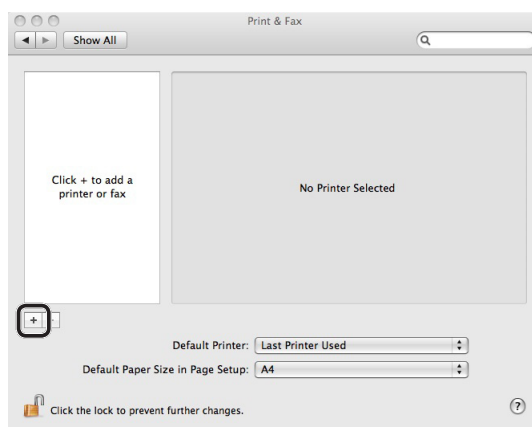 Print & Fax
Show All
Click + to add a
printer or fax
No Printer Selected
+
Default Printer: Last Printer Used
Default Paper Size in Page Setup: A4
Click the lock to prevent further changes.
?